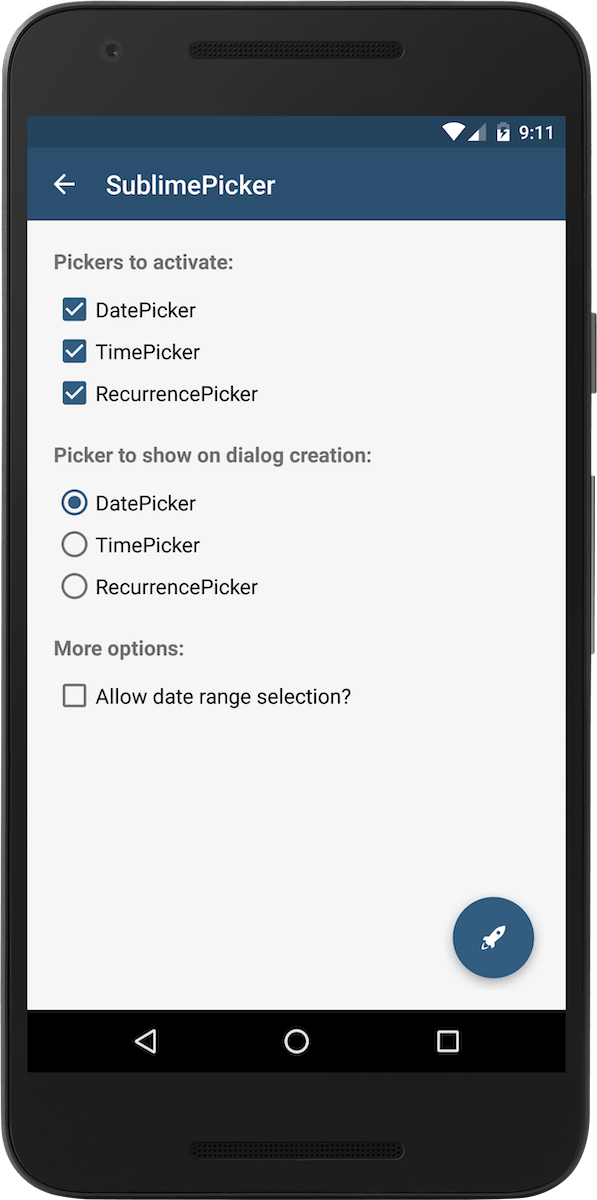 9:11
SublimePicker
Pickers to activate:
DatePicker
TimePicker
RecurrencePicker
Picker to show on dialog creation:
DatePicker
TimePicker
RecurrencePicker
More options:
Allow date range selection?